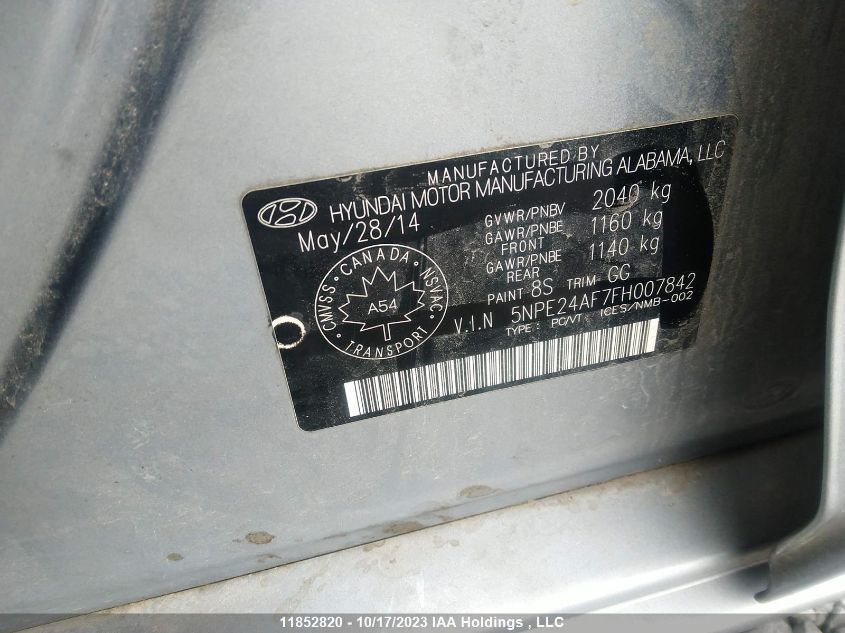 MANUFACTURED BY
HYUNDAI MOTOR MANUFACTURING ALABAMA, LLC
May/28/14
GVWR/PNBV 2040 kg
GAWR/PNBE FRONT 1160 kg
GAWR/PNBE REAR 1140 kg
PAINT 8S TRIM GG
V.I.N 5NPE24AF7FH007842
TYPE : PC/VT ICES/NMB-002
CMVSS · CANADA · NSVAC
A54
• TRANSPORT •
11852820 - 10/17/2023 IAA Holdings , LLC